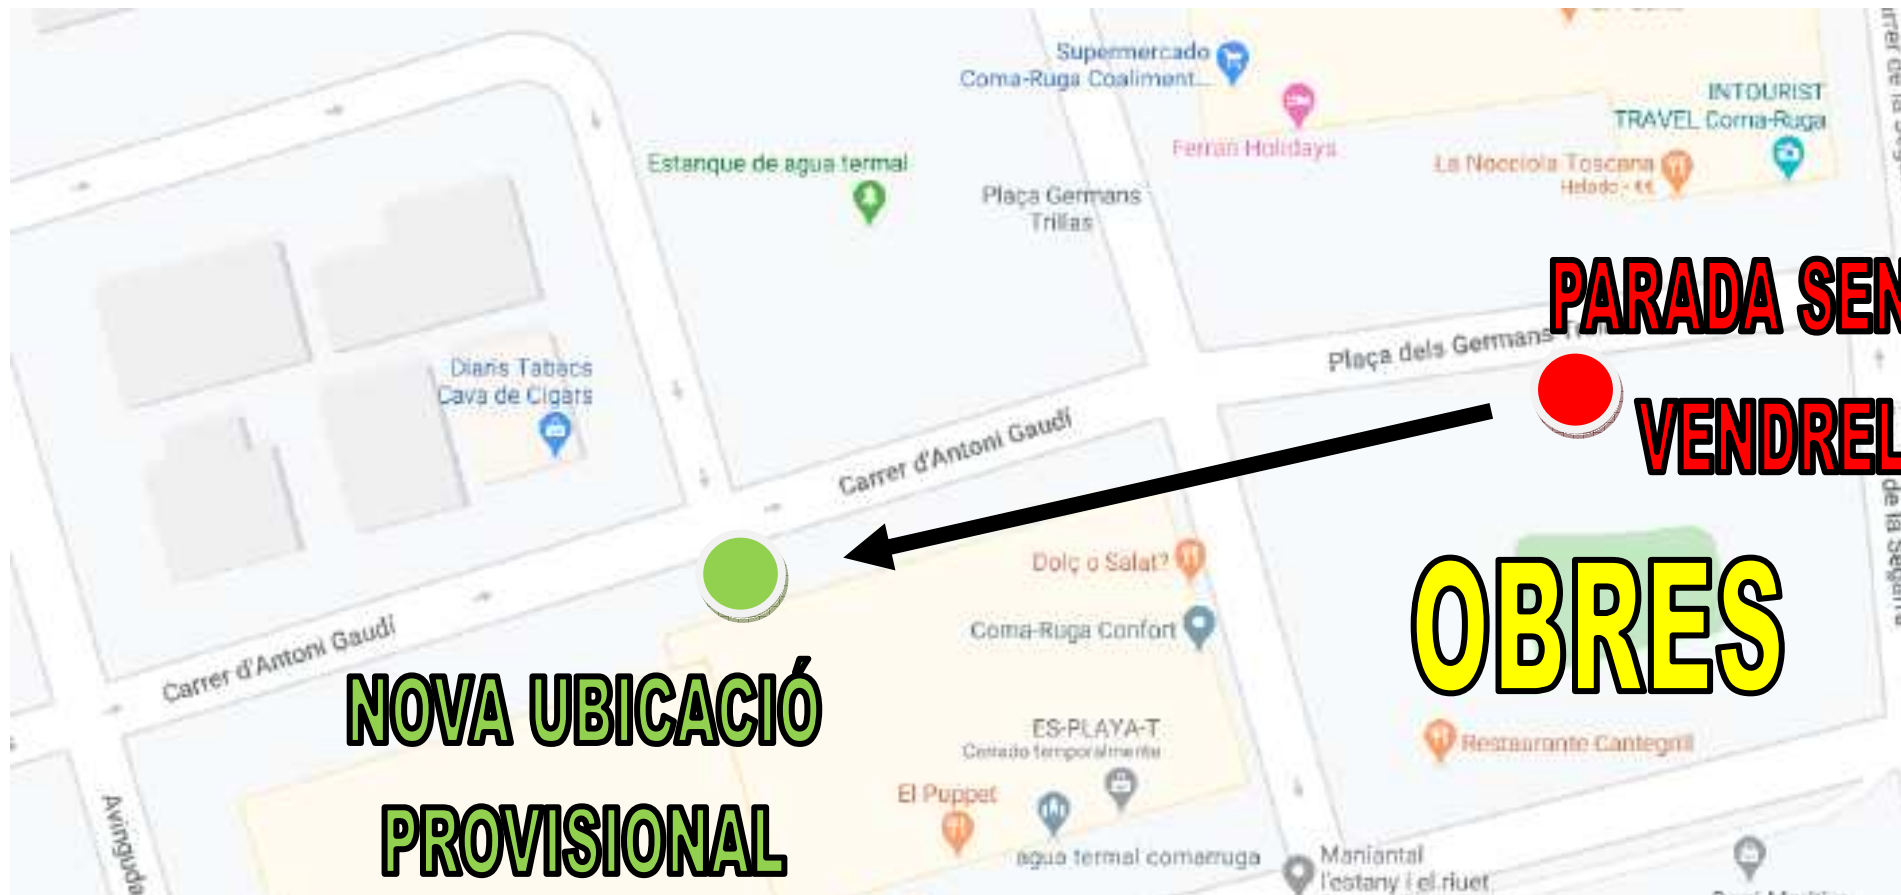 Supermercado
Coma-Ruga Coaliment...
INTOURIST
TRAVEL Coma-Ruga
Ferran Holidays
Estanque de agua termal
La Nocciola Toscana
Helado - €€
Plaça Germans
Trillas
PARADA SEN
Plaça dels Germans
Diaris Tabacs
Cava de Cigars
VENDREL
Carrer d'Antoni Gaudí
Dolç o Salat?
OBRES
Coma-Ruga Confort
Carrer d'Antoni Gaudí
NOVA UBICACIÓ
PROVISIONAL
ES-PLAYA-T
Cerrado temporalmente
Restaurante Cantegrill
El Puppet
Avinguda
agua termal comarruga
Maniantal
l'estany i el riuet